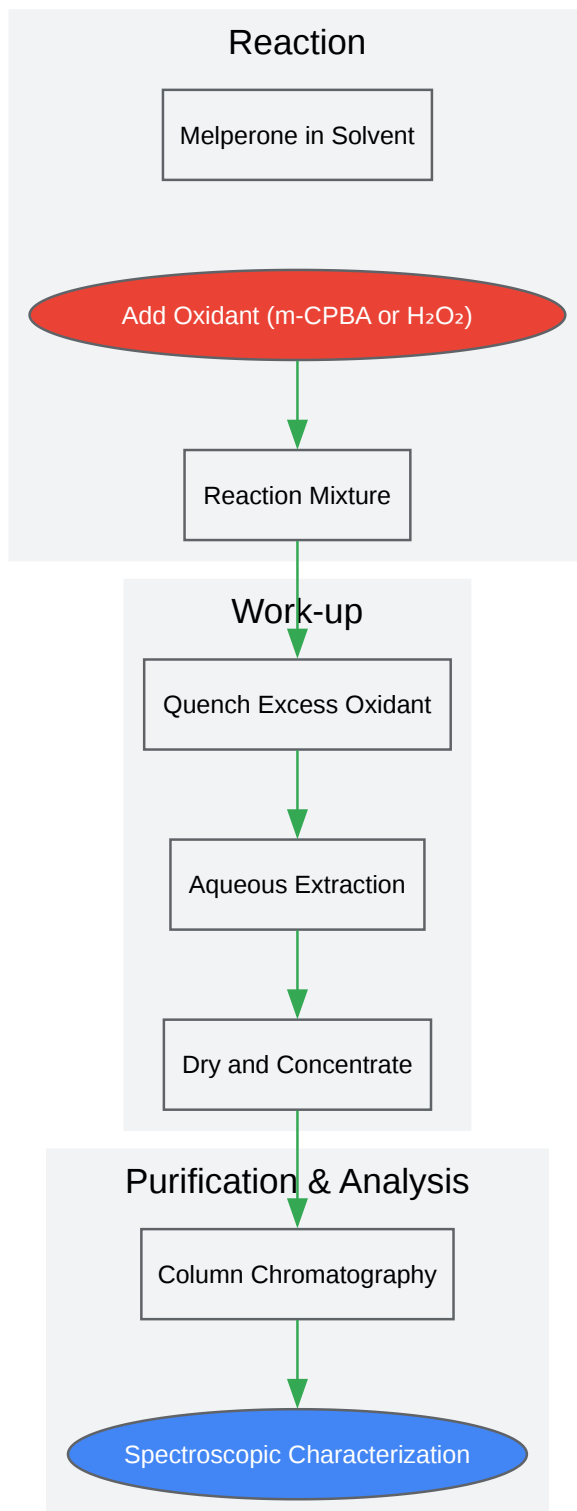 Reaction
Melperone in Solvent
Add Oxidant (m-CPBA or H₂O₂)
Reaction Mixture
Work-up
Quench Excess Oxidant
Aqueous Extraction
Dry and Concentrate
Purification & Analysis
Column Chromatography
Spectroscopic Characterization